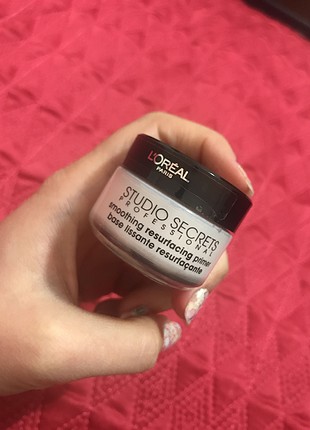 L'ORÉAL
PARIS
STUDIO SECRETS
PROFESSIONAL
smoothing resurfacing primer
base lissante resurfaçante